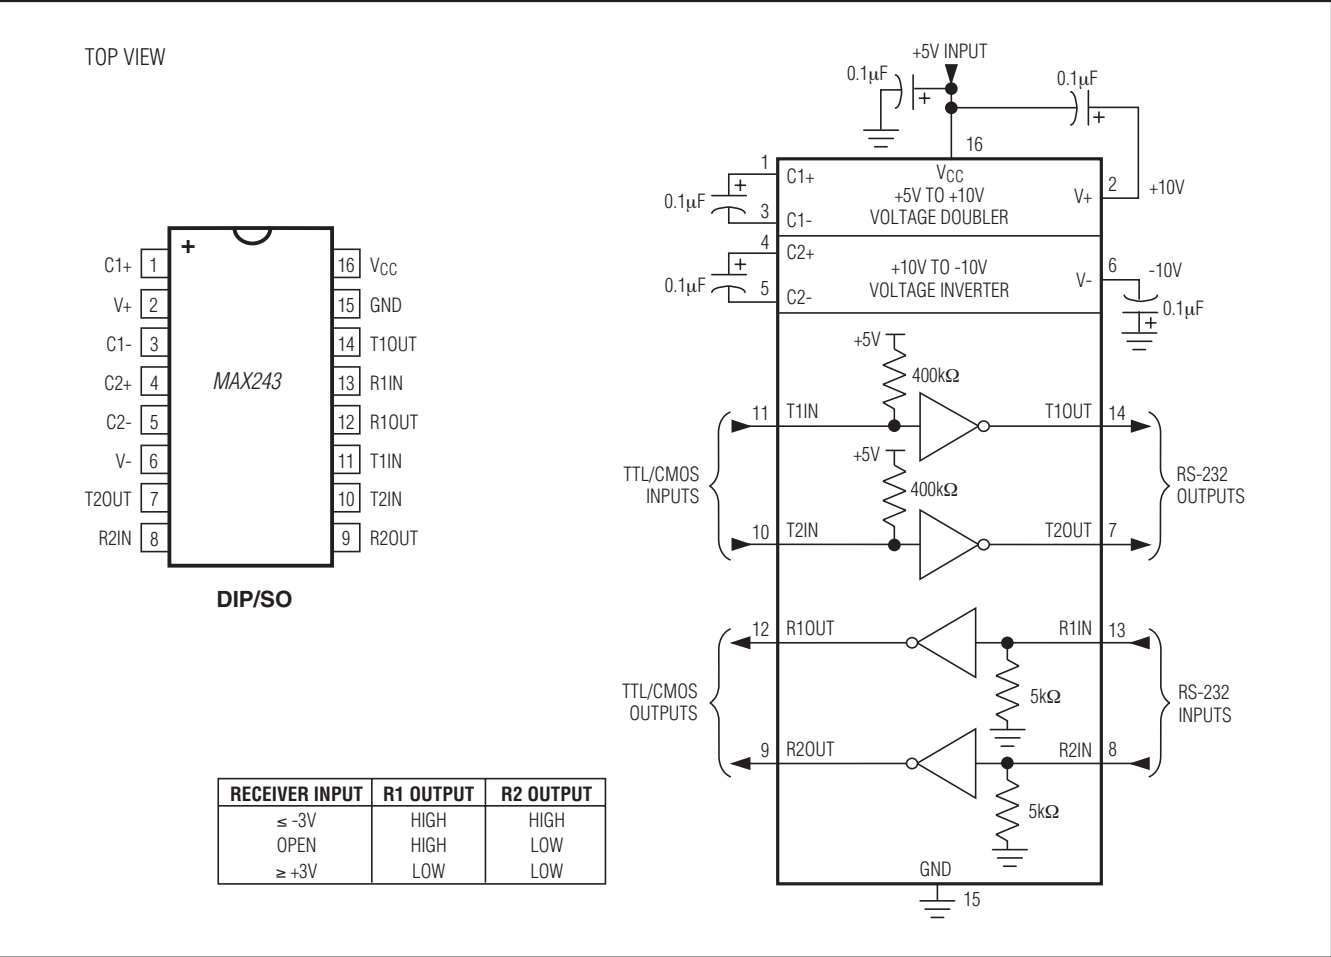 TOP VIEW
+
C1+ 1
V+ 2
C1- 3
C2+ 4
C2- 5
V- 6
T2OUT 7
R2IN 8
MAX243
16 VCC
15 GND
14 T1OUT
13 R1IN
12 R1OUT
11 T1IN
10 T2IN
9 R2OUT
DIP/SO
RECEIVER INPUT R1 OUTPUT R2 OUTPUT
≤ -3V HIGH HIGH
OPEN HIGH LOW
≥ +3V LOW LOW
+5V INPUT
0.1μF +
0.1μF +
16
VCC
+5V TO +10V
VOLTAGE DOUBLER
1 C1+
0.1μF +
3 C1-
V+ 2 +10V
4 C2+
0.1μF +
5 C2-
+10V TO -10V
VOLTAGE INVERTER
V- 6 -10V
0.1μF
+
+5V
400kΩ
11 T1IN
T1OUT 14
+5V
400kΩ
TTL/CMOS
INPUTS
RS-232
OUTPUTS
10 T2IN
T2OUT 7
12 R1OUT
R1IN 13
5kΩ
TTL/CMOS
OUTPUTS
RS-232
INPUTS
9 R2OUT
R2IN 8
5kΩ
GND
15